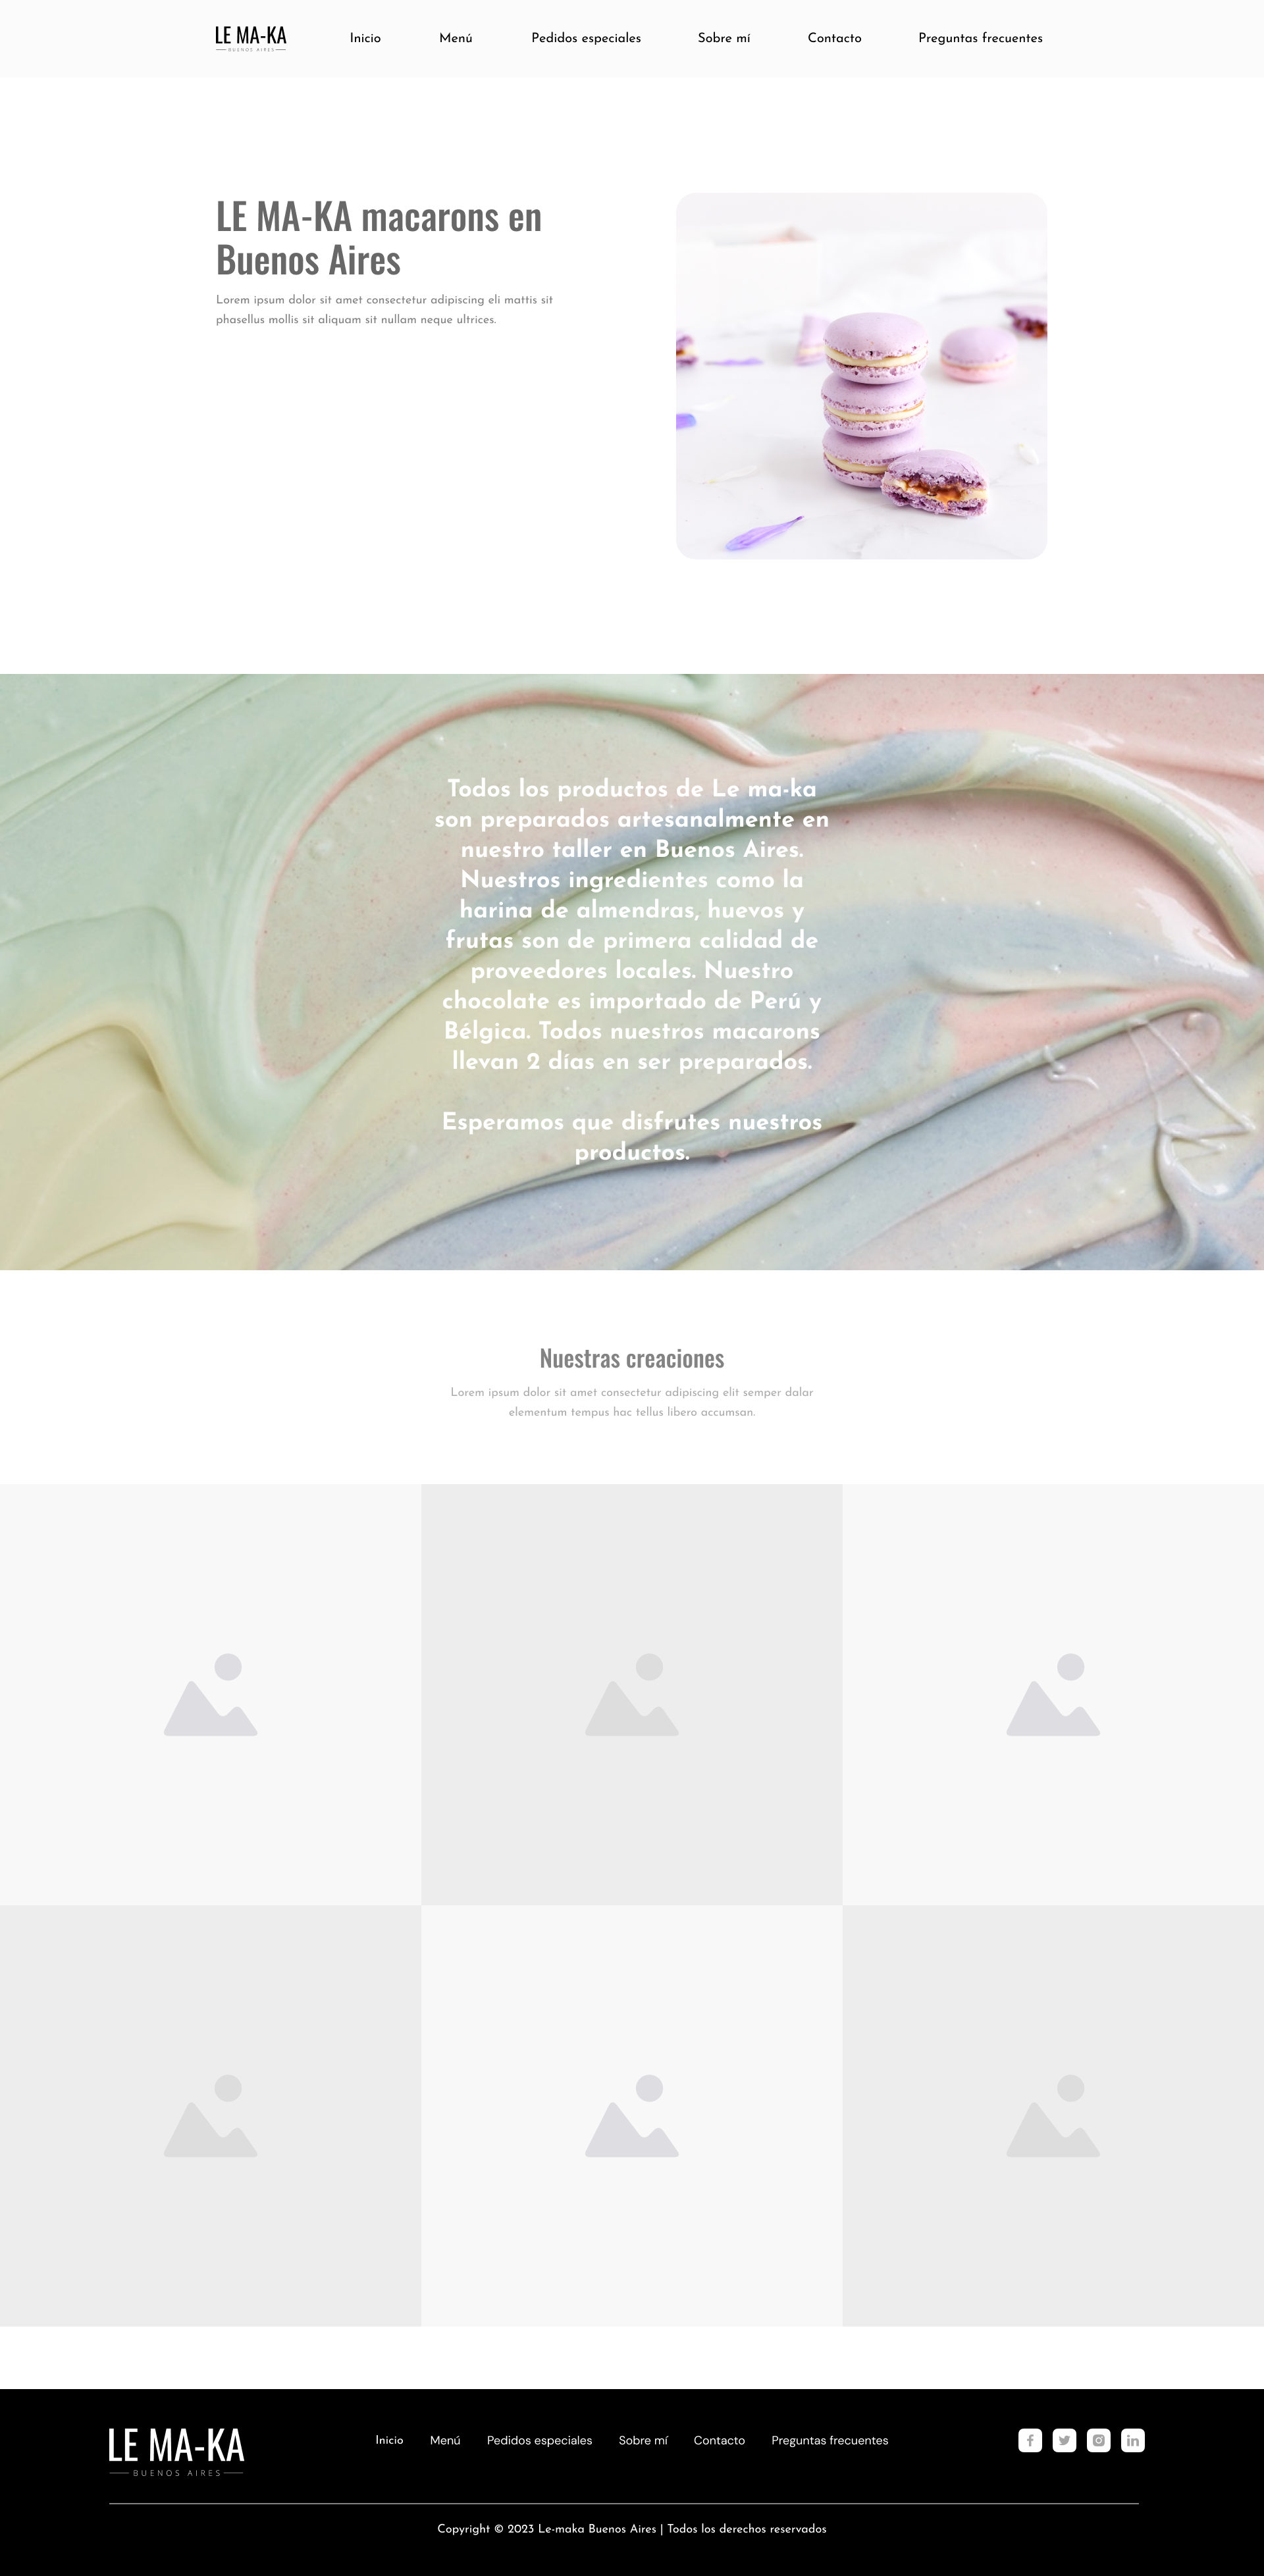 LE MA-KA
BUENOS AIRES
Inicio
Menú
Pedidos especiales
Sobre mí
Contacto
Preguntas frecuentes
LE MA-KA macarons en
Buenos Aires
Lorem ipsum dolor sit amet consectetur adipiscing eli mattis sit
phasellus mollis sit aliquam sit nullam neque ultrices.
Todos los productos de Le ma-ka
son preparados artesanalmente en
nuestro taller en Buenos Aires.
Nuestros ingredientes como la
harina de almendras, huevos y
frutas son de primera calidad de
proveedores locales. Nuestro
chocolate es importado de Perú y
Bélgica. Todos nuestros macarons
llevan 2 días en ser preparados.
Esperamos que disfrutes nuestros
productos.
Nuestras creaciones
Lorem ipsum dolor sit amet consectetur adipiscing elit semper dalar
elementum tempus hac tellus libero accumsan.
LE MA-KA
BUENOS AIRES
Inicio
Menú
Pedidos especiales
Sobre mí
Contacto
Preguntas frecuentes
Copyright © 2023 Le-maka Buenos Aires | Todos los derechos reservados